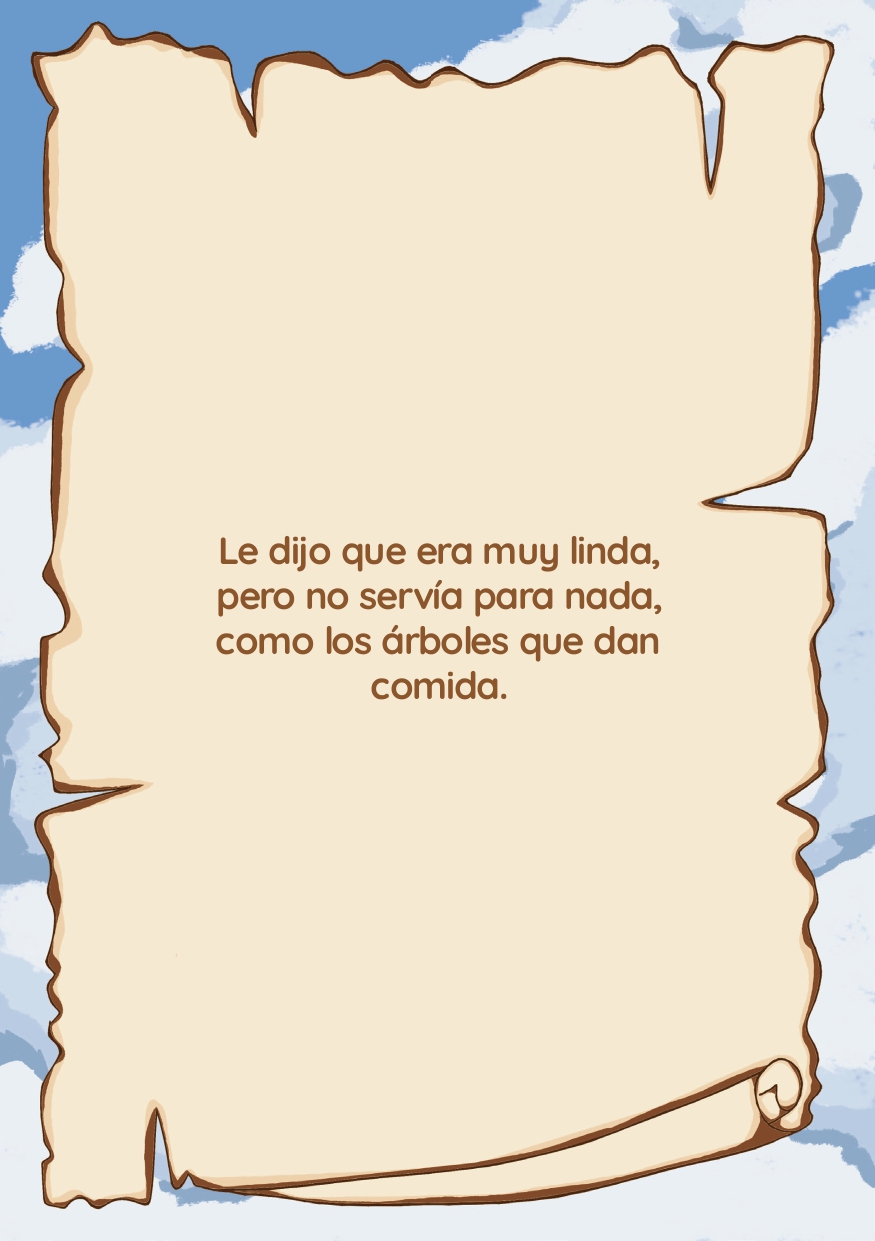 Le dijo que era muy linda,
pero no servía para nada,
como los árboles que dan
comida.